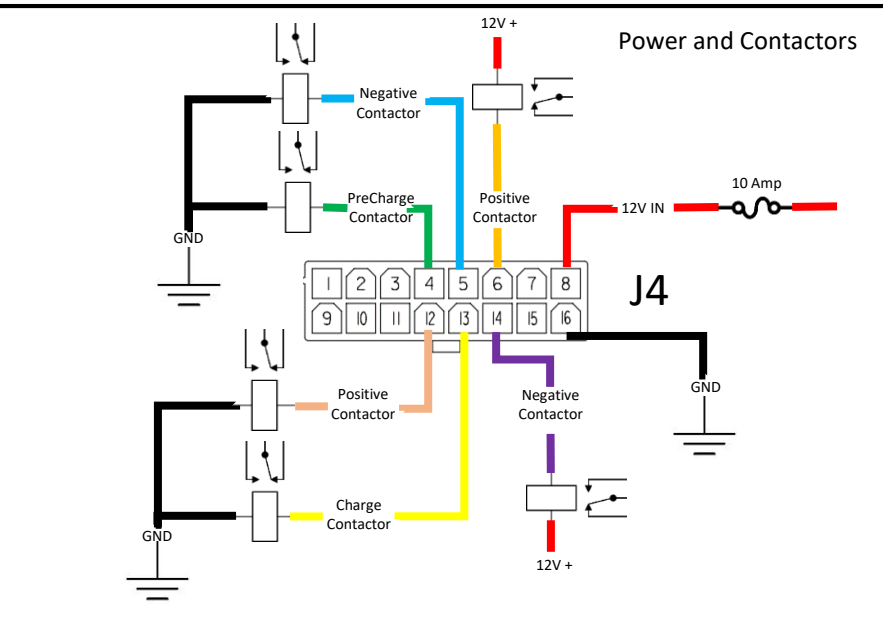 12V +
Power and Contactors
Negative
Contactor
10 Amp
PreCharge
Contactor
Positive
Contactor
12V IN
GND
1 2 3 4 5 6 7 8
J4
9 10 11 12 13 14 15 16
GND
Positive
Contactor
Negative
Contactor
Charge
Contactor
GND
12V +